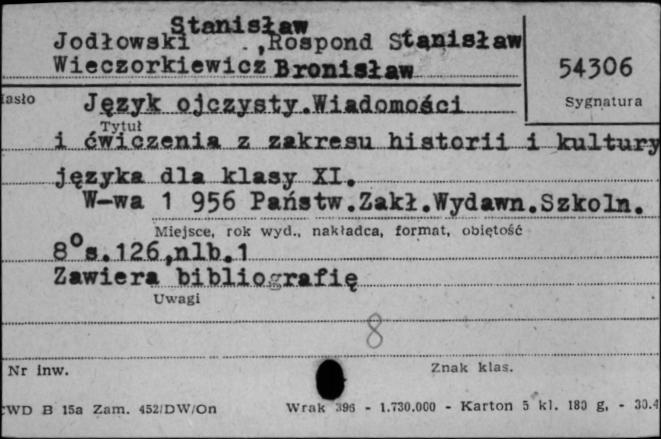 Stanisław
Jodłowski ,Rospond Stanisław
Wieczorkiewicz Bronisław
54306
Sygnatura
Język ojczysty.Wiadomości
Tytuł
i ćwiczenia z zakresu historii i kultury
języka dla klasy XI.
W-wa 1 956 Państw.Zakł.Wydawn.Szkoln.
Miejsce, rok wyd., nakładca, format, obiętość
8°s.126,nlb.1
Zawiera bibliografię
Uwagi
8
Nr inw.
Znak klas.
WD B 15a Zam. 452/DW/On Wrak 396 - 1.730.000 - Karton 5 kl. 180 g. - 30.4